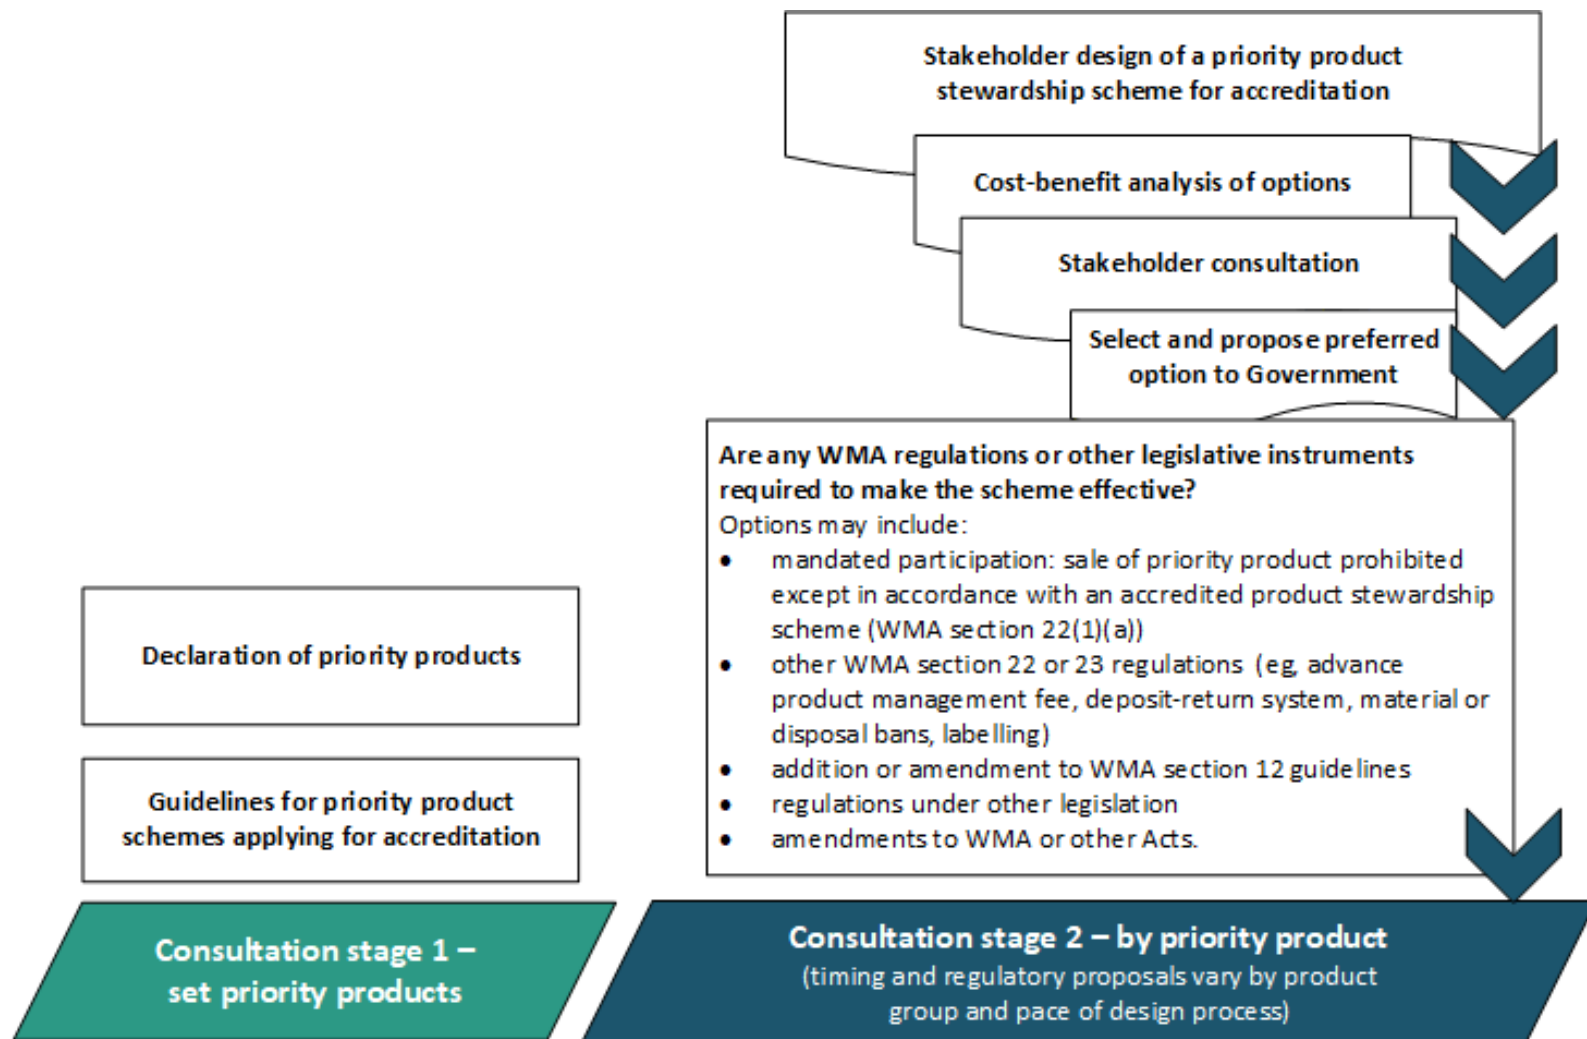 Stakeholder design of a priority product
stewardship scheme for accreditation
Cost-benefit analysis of options
Stakeholder consultation
Select and propose preferred
option to Government
Are any WMA regulations or other legislative instruments
required to make the scheme effective?
Options may include:
• mandated participation: sale of priority product prohibited
except in accordance with an accredited product stewardship
scheme (WMA section 22(1)(a))
• other WMA section 22 or 23 regulations (eg, advance
product management fee, deposit-return system, material or
disposal bans, labelling)
• addition or amendment to WMA section 12 guidelines
• regulations under other legislation
• amendments to WMA or other Acts.
Declaration of priority products
Guidelines for priority product
schemes applying for accreditation
Consultation stage 1 –
set priority products
Consultation stage 2 – by priority product
(timing and regulatory proposals vary by product
group and pace of design process)